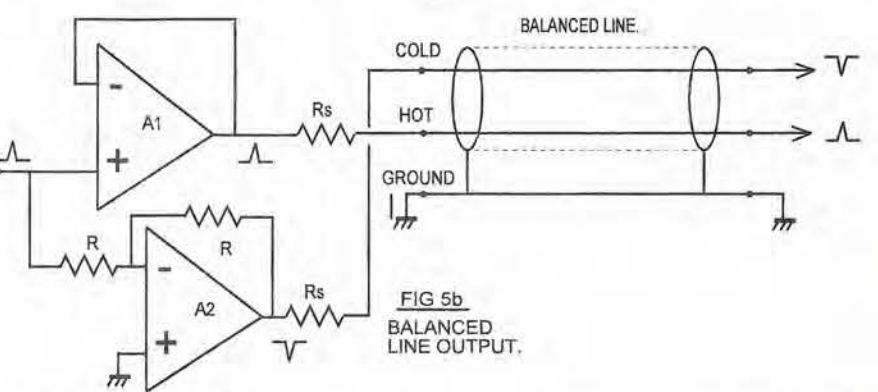 BALANCED LINE.
COLD
Rs
HOT
-
A1
+
GROUND
R
R
-
A2
+
Rs
FIG 5b
BALANCED
LINE OUTPUT.